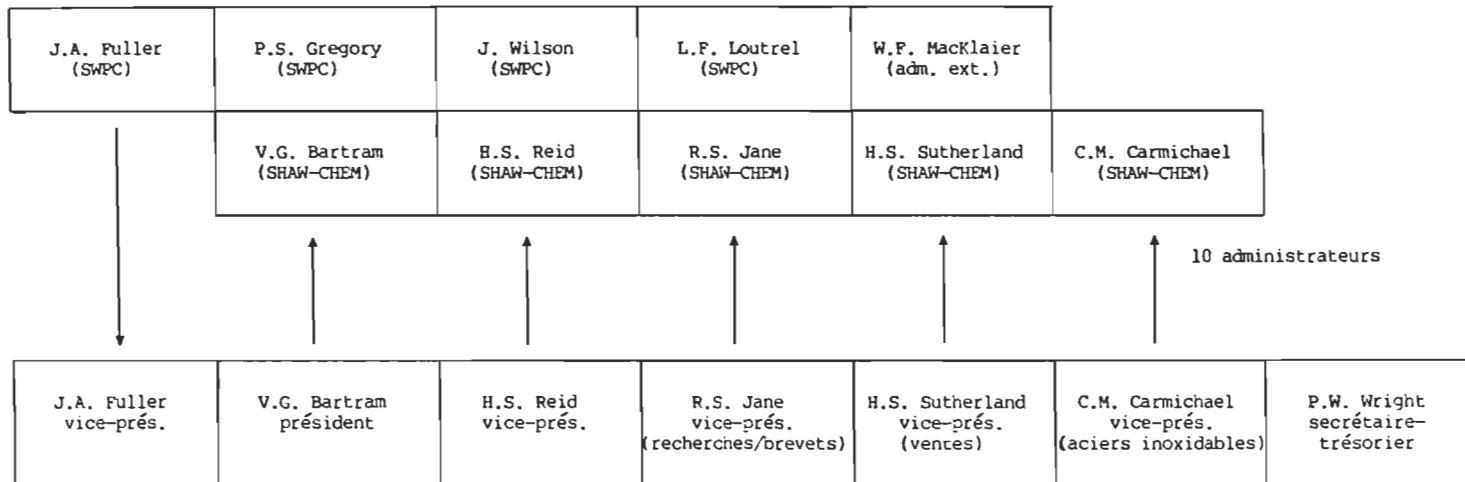 J.A. Fuller
(SWPC)
P.S. Gregory
(SWPC)
J. Wilson
(SWPC)
L.F. Loutrel
(SWPC)
W.F. MacKlaier
(adm. ext.)
V.G. Bartram
(SHAW-CHEM)
H.S. Reid
(SHAW-CHEM)
R.S. Jane
(SHAW-CHEM)
H.S. Sutherland
(SHAW-CHEM)
C.M. Carmichael
(SHAW-CHEM)
10 administrateurs
J.A. Fuller
vice-prés.
V.G. Bartram
président
H.S. Reid
vice-prés.
R.S. Jane
vice-prés.
(recherches/brevets)
H.S. Sutherland
vice-prés.
(ventes)
C.M. Carmichael
vice-prés.
(aciers inoxidables)
P.W. Wright
secrétaire-
trésorier